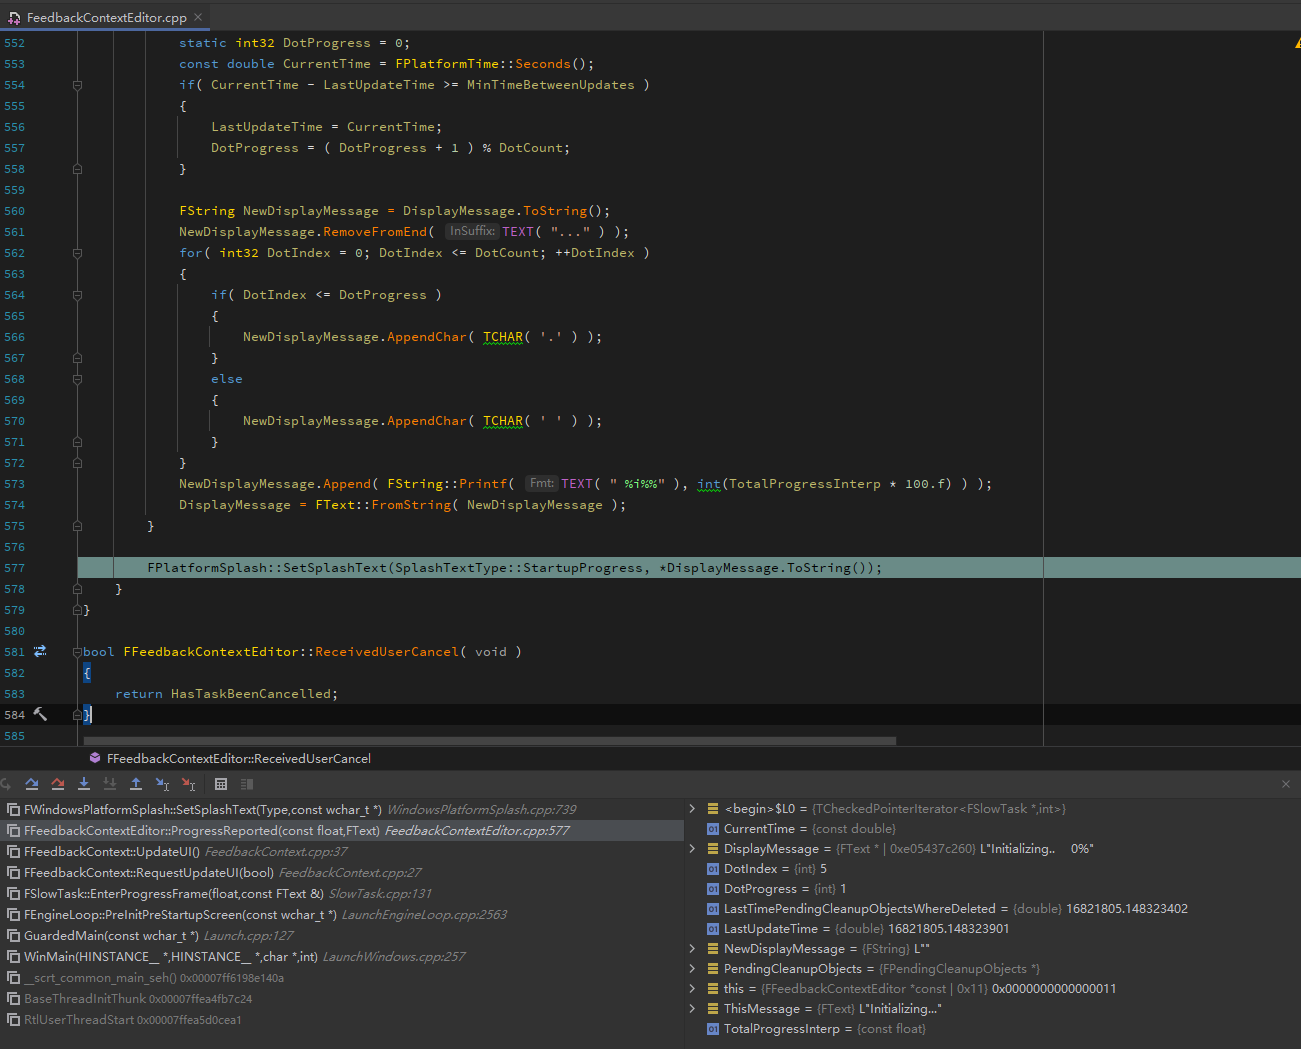 FeedbackContextEditor.cpp
552 static int32 DotProgress = 0;
553 const double CurrentTime = FPlatformTime::Seconds();
554 if( CurrentTime - LastUpdateTime >= MinTimeBetweenUpdates )
555 {
556 LastUpdateTime = CurrentTime;
557 DotProgress = ( DotProgress + 1 ) % DotCount;
558 }
559
560 FString NewDisplayMessage = DisplayMessage.ToString();
561 NewDisplayMessage.RemoveFromEnd( InSuffix: TEXT( "..." ) );
562 for( int32 DotIndex = 0; DotIndex <= DotCount; ++DotIndex )
563 {
564 if( DotIndex <= DotProgress )
565 {
566 NewDisplayMessage.AppendChar( TCHAR( '.' ) );
567 }
568 else
569 {
570 NewDisplayMessage.AppendChar( TCHAR( ' ' ) );
571 }
572 }
573 NewDisplayMessage.Append( FString::Printf( Fmt: TEXT( " %i%%" ), int(TotalProgressInterp * 100.f) ) );
574 DisplayMessage = FText::FromString( NewDisplayMessage );
575 }
576
577 FPlatformSplash::SetSplashText(SplashTextType::StartupProgress, *DisplayMessage.ToString());
578 }
579 }
580
581 bool FFeedbackContextEditor::ReceivedUserCancel( void )
582 {
583 return HasTaskBeenCancelled;
584 }
585
FFeedbackContextEditor::ReceivedUserCancel
FWindowsPlatformSplash::SetSplashText(Type,const wchar_t *) WindowsPlatformSplash.cpp:739
FFeedbackContextEditor::ProgressReported(const float,FText) FeedbackContextEditor.cpp:577
FFeedbackContext::UpdateUI() FeedbackContext.cpp:37
FFeedbackContext::RequestUpdateUI(bool) FeedbackContext.cpp:27
FSlowTask::EnterProgressFrame(float,const FText &) SlowTask.cpp:131
FEngineLoop::PreInitPreStartupScreen(const wchar_t *) LaunchEngineLoop.cpp:2563
GuardedMain(const wchar_t *) Launch.cpp:127
WinMain(HINSTANCE__ *,HINSTANCE__ *,char *,int) LaunchWindows.cpp:257
__scrt_common_main_seh() 0x00007ff6198e140a
BaseThreadInitThunk 0x00007ffea4fb7c24
RtlUserThreadStart 0x00007ffea5d0cea1
<begin>$L0 = {TCheckedPointerIterator<FSlowTask *,int>}
CurrentTime = {const double}
DisplayMessage = {FText * | 0xe05437c260} L"Initializing..    0%"
DotIndex = {int} 5
DotProgress = {int} 1
LastTimePendingCleanupObjectsWhereDeleted = {double} 16821805.148323402
LastUpdateTime = {double} 16821805.148323901
NewDisplayMessage = {FString} L""
PendingCleanupObjects = {FPendingCleanupObjects *}
this = {FFeedbackContextEditor *const | 0x11} 0x0000000000000011
ThisMessage = {FText} L"Initializing..."
TotalProgressInterp = {const float}